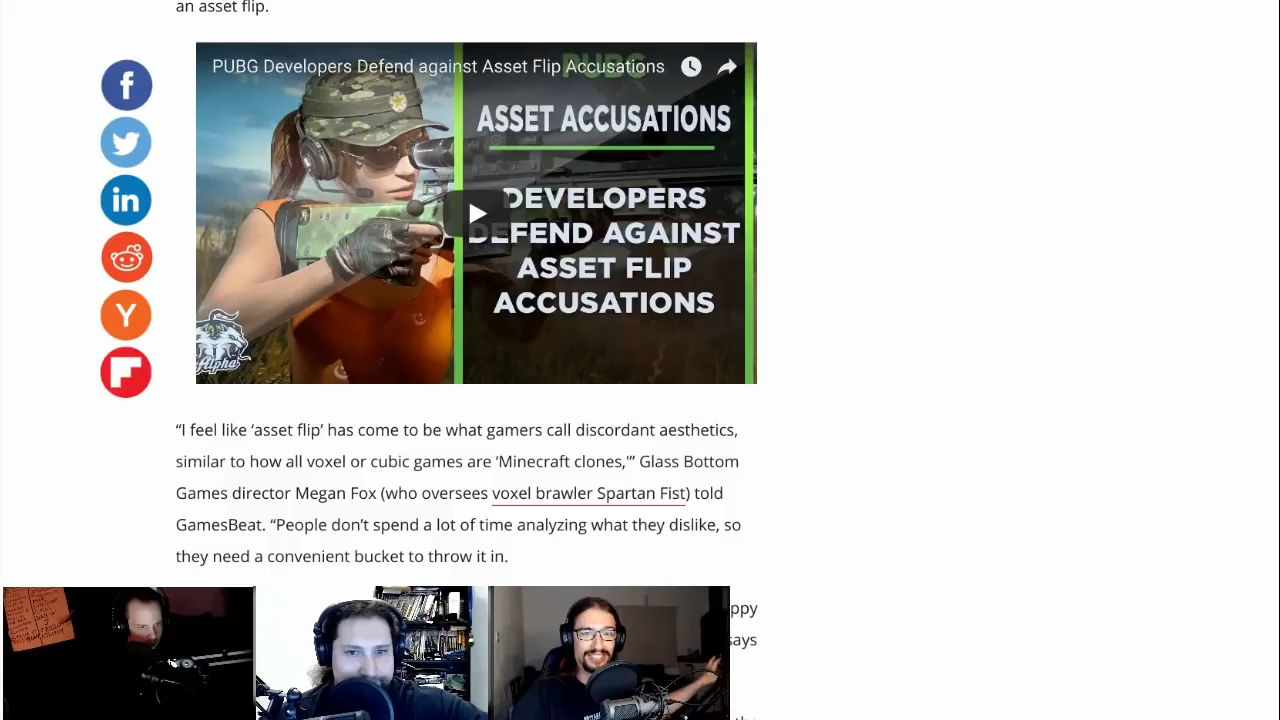 an asset flip.
PUBG Developers Defend against Asset Flip Accusations
PUBG
ASSET ACCUSATIONS
DEVELOPERS
DEFEND AGAINST
ASSET FLIP
ACCUSATIONS
Alpha
“I feel like ‘asset flip’ has come to be what gamers call discordant aesthetics,
similar to how all voxel or cubic games are ‘Minecraft clones,’” Glass Bottom
Games director Megan Fox (who oversees voxel brawler Spartan Fist) told
GamesBeat. “People don’t spend a lot of time analyzing what they dislike, so
they need a convenient bucket to throw it in.
says